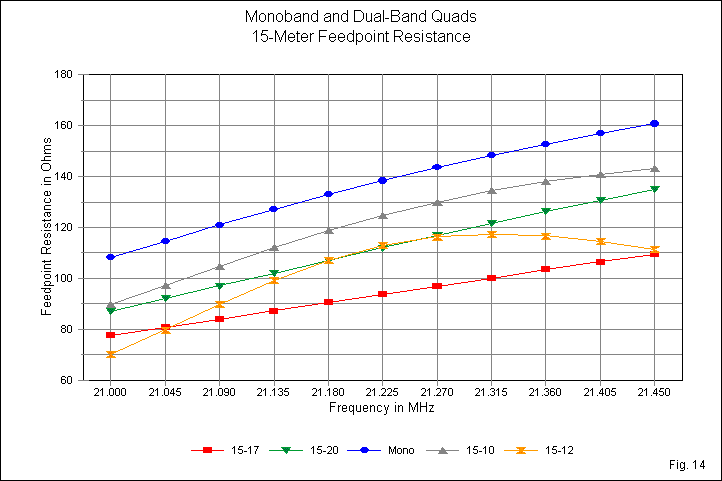 Monoband and Dual-Band Quads
15-Meter Feedpoint Resistance
Feedpoint Resistance in Ohms
180
160
140
120
100
80
60
21.000 21.045 21.090 21.135 21.180 21.225 21.270 21.315 21.360 21.405 21.450
Frequency in MHz
15-17 15-20 Mono 15-10 15-12
Fig. 14